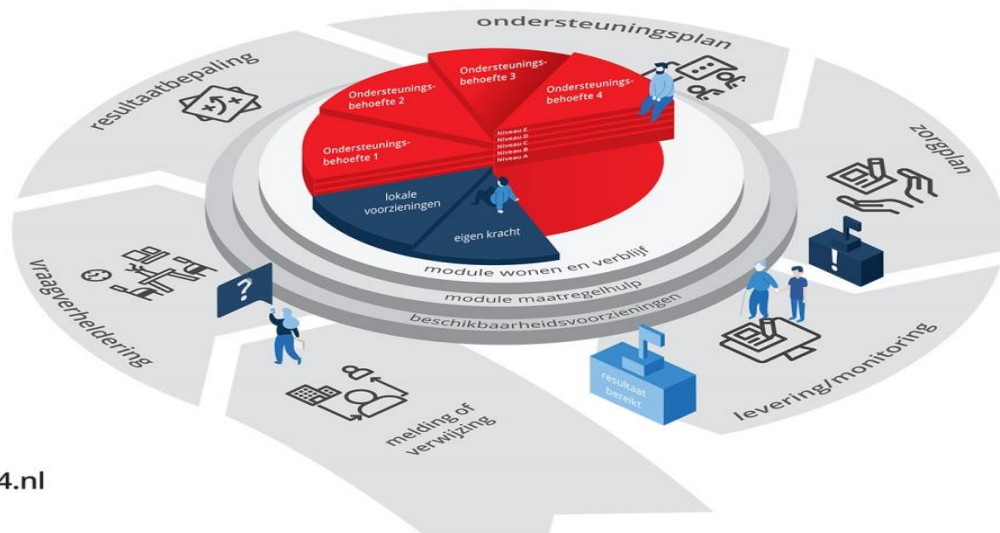 ondersteuningsplan
resultaatbepaling
Ondersteunings-
behoefte 3
Ondersteunings-
behoefte 2
Ondersteunings-
behoefte 4
Ondersteunings-
behoefte 1
Niveau E
Niveau D
Niveau C
Niveau B
Niveau A
zorgplan
lokale
voorzieningen
eigen kracht
module wonen en verblijf
module maatregelhulp
beschikbaarheidsvoorzieningen
vraagverheldering
?
!
levering/monitoring
resultaat
bereikt
melding of
verwijzing
4.nl